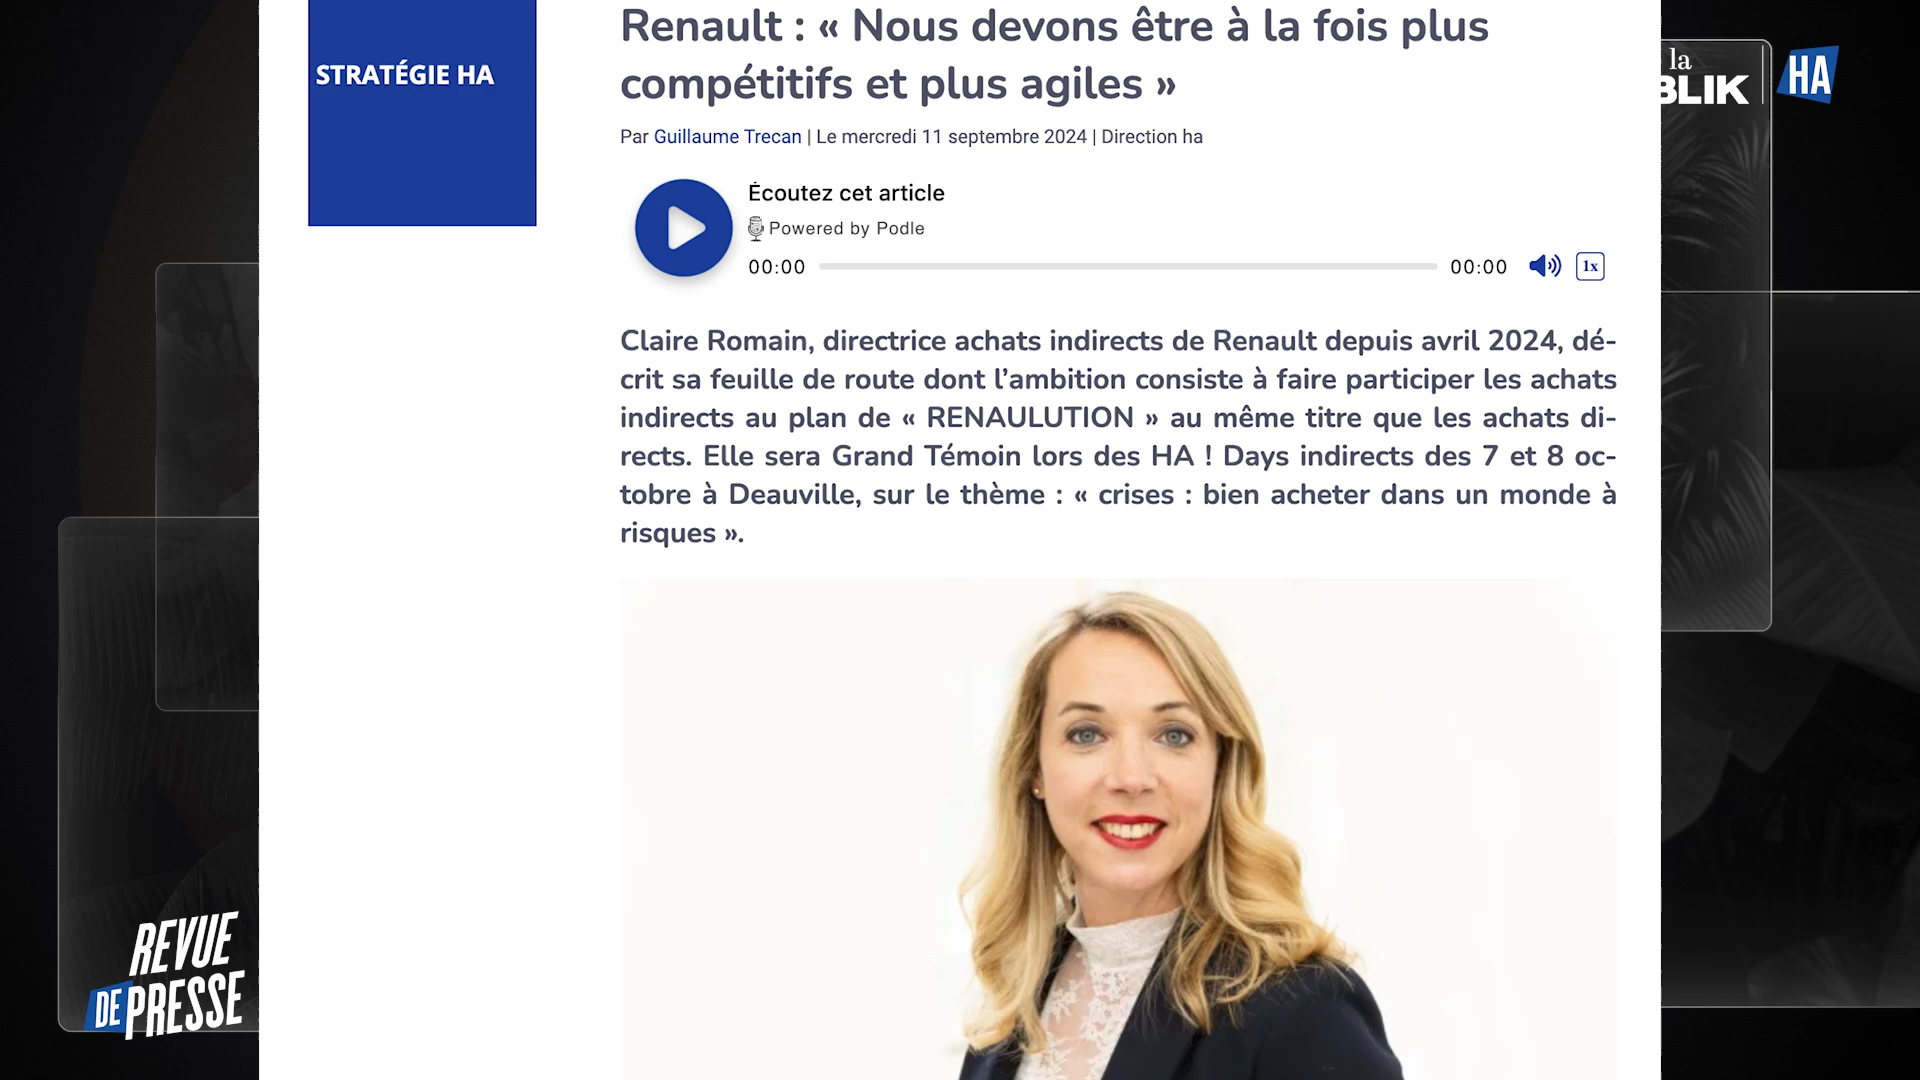 Renault : « Nous devons être à la fois plus
compétitifs et plus agiles »
STRATÉGIE HA
la
BLIK
HA
Par Guillaume Trecan | Le mercredi 11 septembre 2024 | Direction ha
Écoutez cet article
Powered by Podle
00:00
00:00
1x
Claire Romain, directrice achats indirects de Renault depuis avril 2024, dé-
crit sa feuille de route dont l’ambition consiste à faire participer les achats
indirects au plan de « RENAULUTION » au même titre que les achats di-
rects. Elle sera Grand Témoin lors des HA ! Days indirects des 7 et 8 oc-
tobre à Deauville, sur le thème : « crises : bien acheter dans un monde à
risques ».
REVUE
DE PRESSE